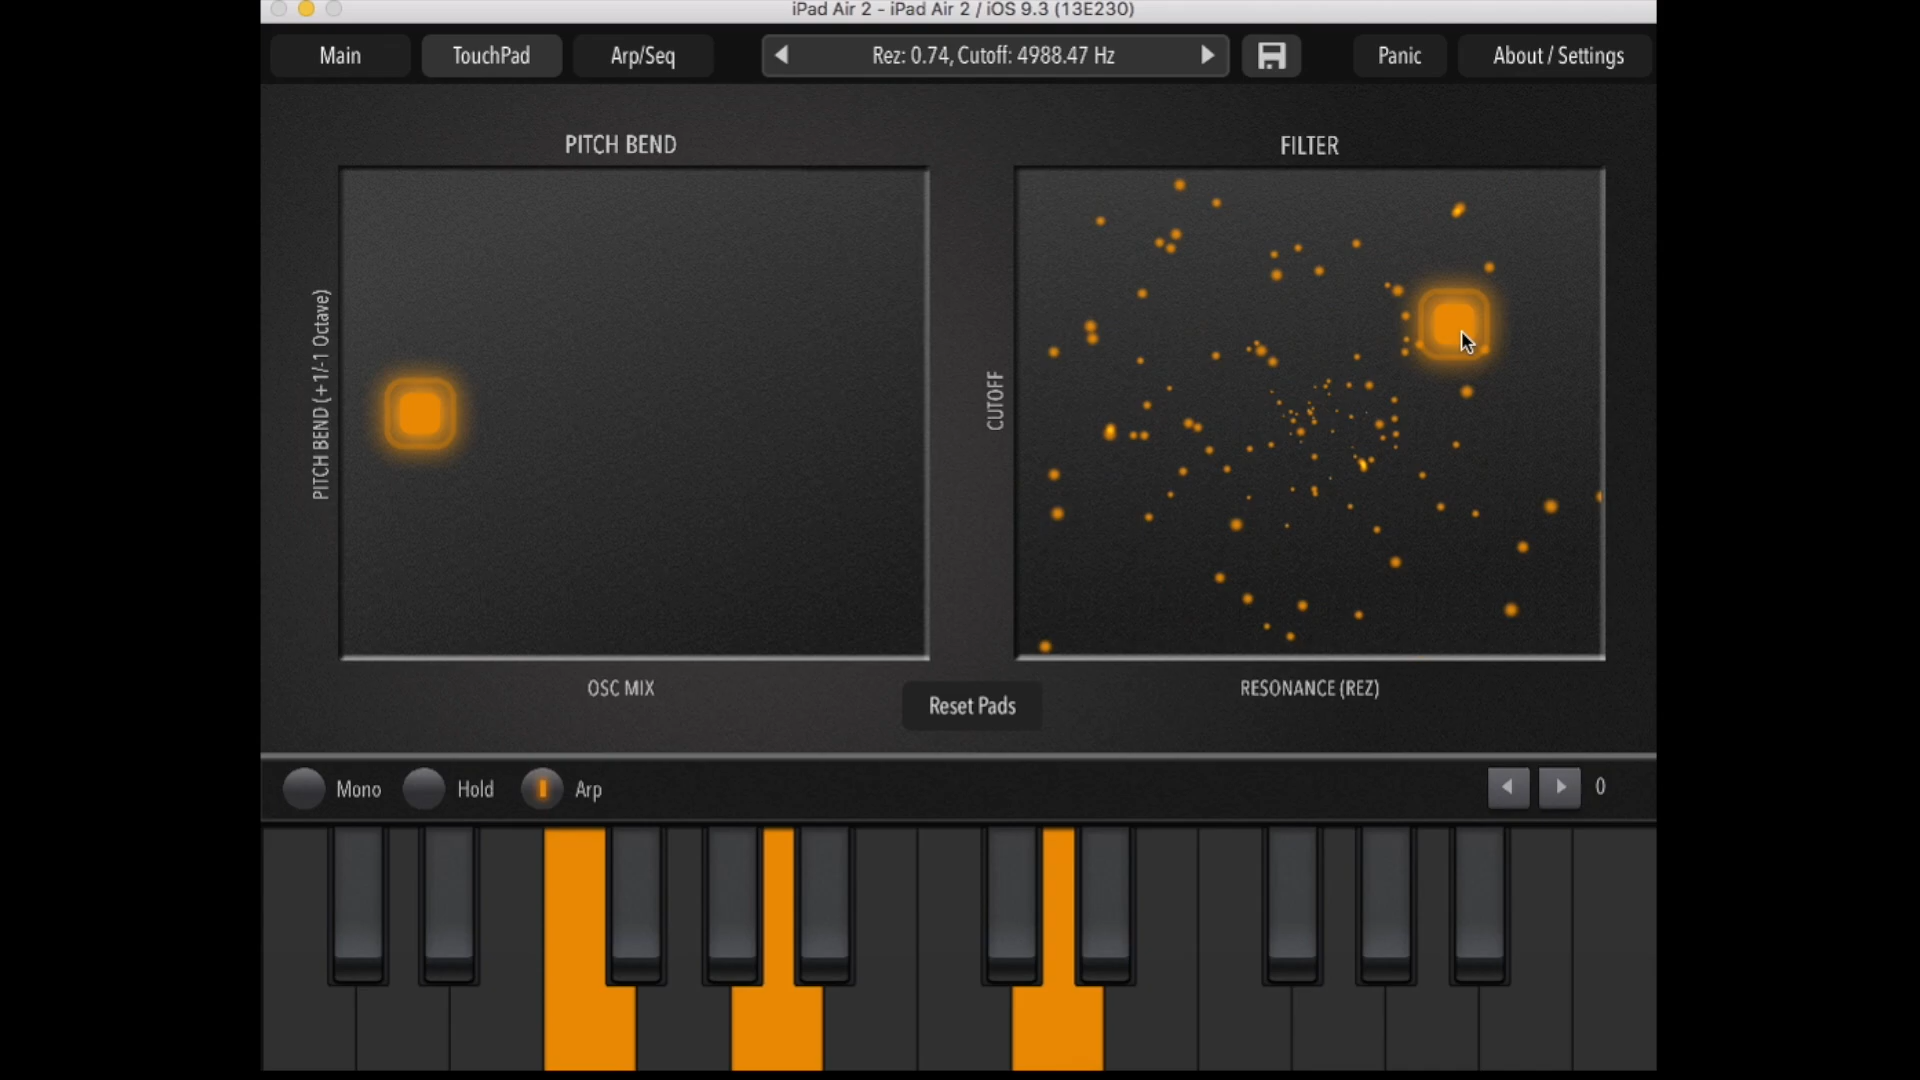 iPad Air 2 - iPad Air 2 / iOS 9.3 (13E230)
Main
TouchPad
Arp/Seq
Rez: 0.74, Cutoff: 4988.47 Hz
Panic
About / Settings
PITCH BEND
FILTER
PITCH BEND (+1/-1 Octave)
CUTOFF
OSC MIX
RESONANCE (REZ)
Reset Pads
Mono
Hold
Arp
0